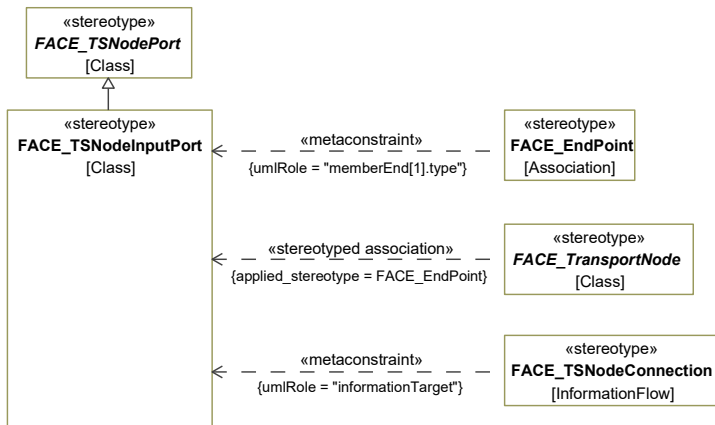 «stereotype»
FACE_TSNodePort
[Class]
«stereotype»
FACE_TSNodeInputPort
[Class]
«metaconstraint»
{umlRole = "memberEnd[1].type"}
«stereotype»
FACE_EndPoint
[Association]
«stereotyped association»
{applied_stereotype = FACE_EndPoint}
«stereotype»
FACE_TransportNode
[Class]
«metaconstraint»
{umlRole = "informationTarget"}
«stereotype»
FACE_TSNodeConnection
[InformationFlow]